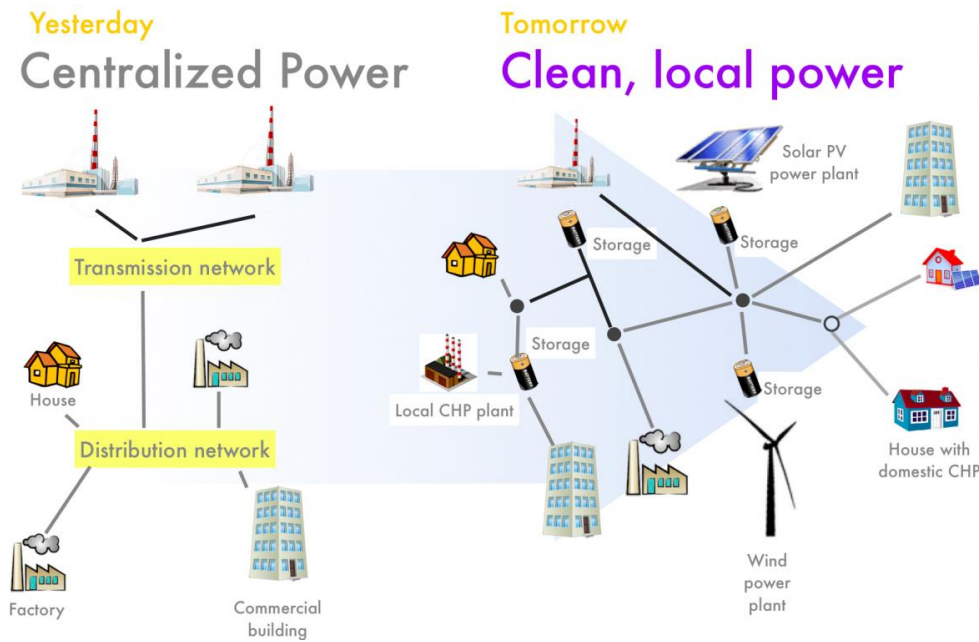 Yesterday
Centralized Power
Transmission network
House
Distribution network
Factory
Commercial
building
Tomorrow
Clean, local power
Solar PV
power plant
Storage
Storage
Storage
Local CHP plant
Storage
House with
domestic CHP
Wind
power
plant